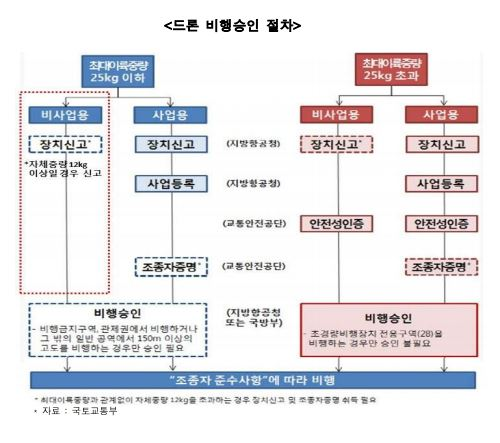 <드론 비행승인 절차>
최대이륙중량
25kg 이하
최대이륙중량
25kg 초과
비사업용
사업용
비사업용
사업용
장치신고*
장치신고
(지방항공청)
장치신고*
장치신고
*자체중량12kg
이상일 경우 신고
사업등록
(지방항공청)
사업등록
(교통안전공단)
안전성인증
안전성인증
조종자증명*
(교통안전공단)
조종자증명*
비행승인
- 비행금지구역, 관제권에서 비행하거나
그 밖의 일반 공역에서 150m 이상의
고도를 비행하는 경우만 승인 필요
(지방항공청
또는 국방부)
비행승인
- 초경량비행장치 전용구역(28)을
비행하는 경우만 승인 불필요
"조종자 준수사항"에 따라 비행
* 최대이륙중량과 관계없이 자체중량 12kg을 초과하는 경우 장치신고 및 조종자증명 취득 필요
* 자료 : 국토교통부